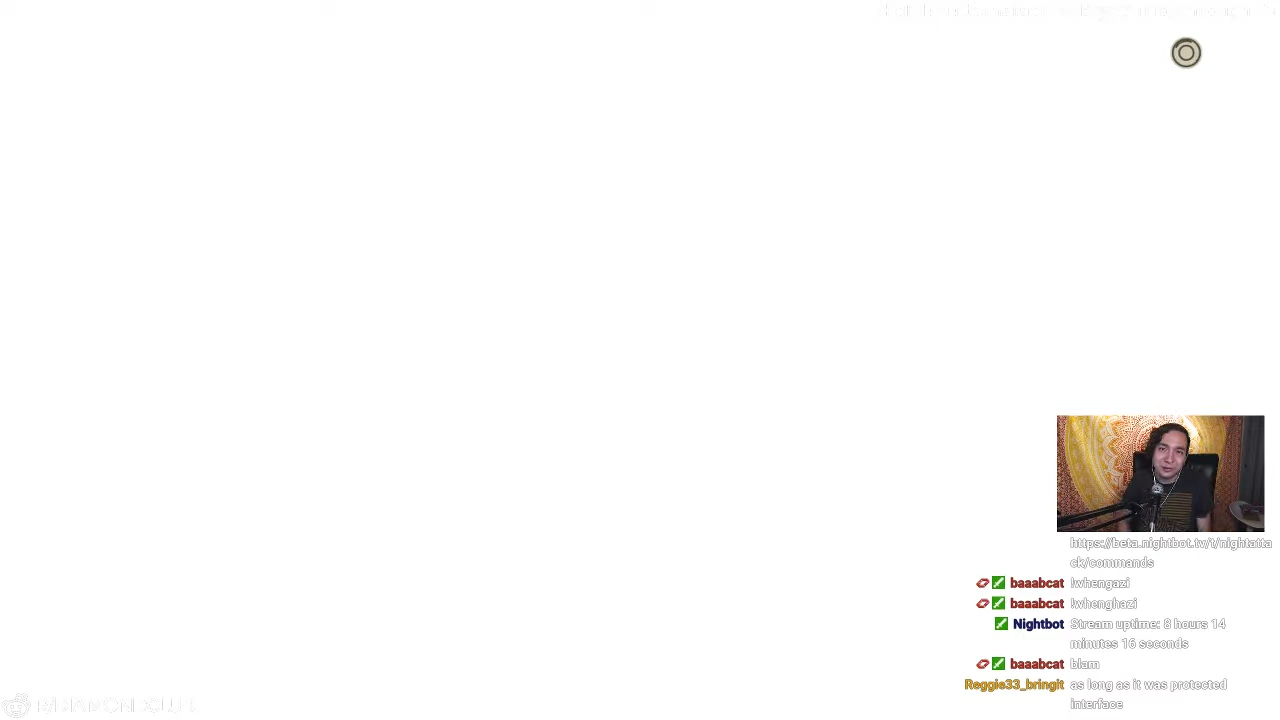 https://beta.nightbot.tv/t/nightatta
ck/commands
baaabcat !whengazi
baaabcat !whenghazi
Nightbot Stream uptime: 8 hours 14
minutes 16 seconds
baaabcat blam
Reggie33_bringit as long as it was protected
interface
r/DIAMONDCLUB